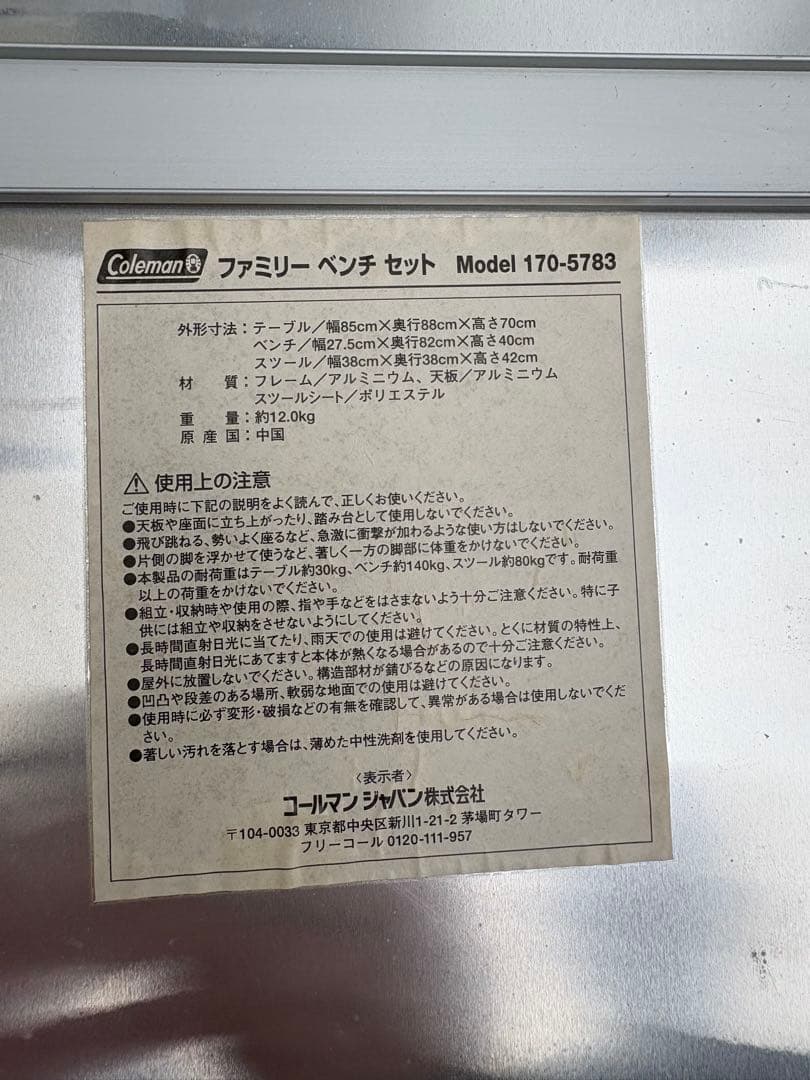 Coleman ファミリー ベンチ セット Model 170-5783
外形寸法：テーブル／幅85cm×奥行88cm×高さ70cm
ベンチ／幅27.5cm×奥行82cm×高さ40cm
スツール／幅38cm×奥行38cm×高さ42cm
材　質：フレーム／アルミニウム、天板／アルミニウム
スツールシート／ポリエステル
重　量：約12.0kg
原産国：中国
⚠ 使用上の注意
ご使用時に下記の説明をよく読んで、正しくお使いください。
●天板や座面に立ち上がったり、踏み台として使用しないでください。
●飛び跳ねる、勢いよく座るなど、急激に衝撃が加わるような使い方はしないでください。
●片側の脚を浮かせて使うなど、著しく一方の脚部に体重をかけないでください。
●本製品の耐荷重はテーブル約30kg、ベンチ約140kg、スツール約80kgです。耐荷重
以上の荷重をかけないでください。
●組立・収納時や使用の際、指や手などをはさまないよう十分ご注意ください。特に子
供には組立や収納をさせないようにしてください。
●長時間直射日光に当てたり、雨天での使用は避けてください。とくに材質の特性上、
長時間直射日光にあてますと本体が熱くなる場合があるので十分ご注意ください。
●屋外に放置しないでください。構造部材が錆びるなどの原因になります。
●凹凸や段差のある場所、軟弱な地面での使用は避けてください。
●使用時に必ず変形・破損などの有無を確認して、異常がある場合は使用しないでくだ
さい。
●著しい汚れを落とす場合は、薄めた中性洗剤を使用してください。
〈表示者〉
コールマン ジャパン株式会社
〒104-0033 東京都中央区新川1-21-2 茅場町タワー
フリーコール 0120-111-957